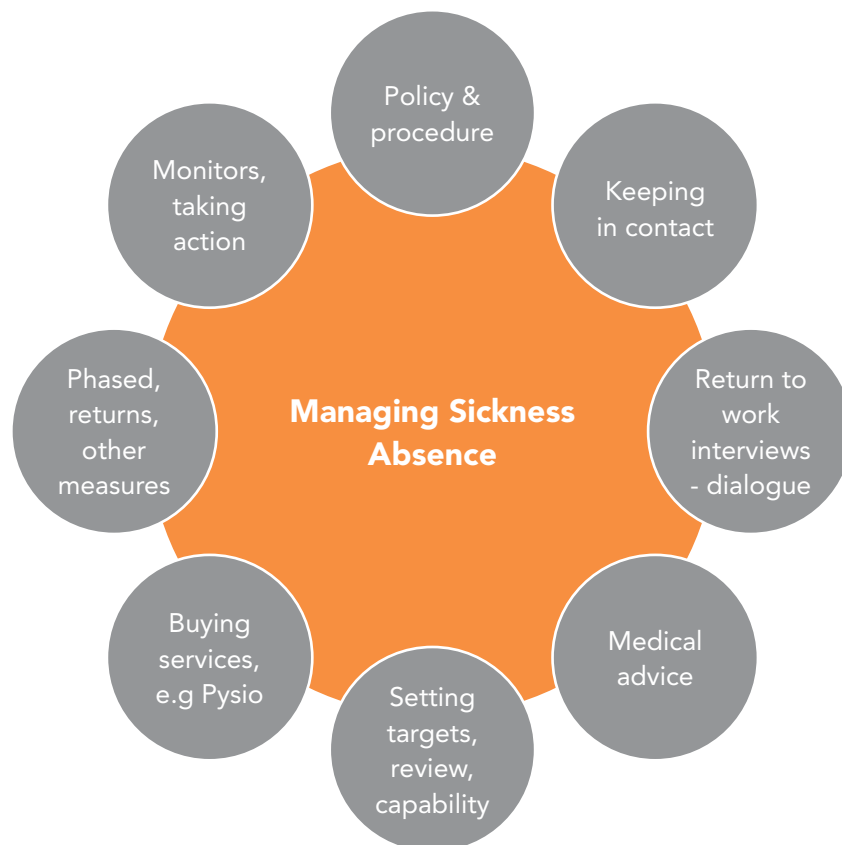 Policy &
procedure
Keeping
in contact
Return to
work
interviews
- dialogue
Medical
advice
Setting
targets,
review,
capability
Buying
services,
e.g Pysio
Phased,
returns,
other
measures
Monitors,
taking
action
Managing Sickness
Absence